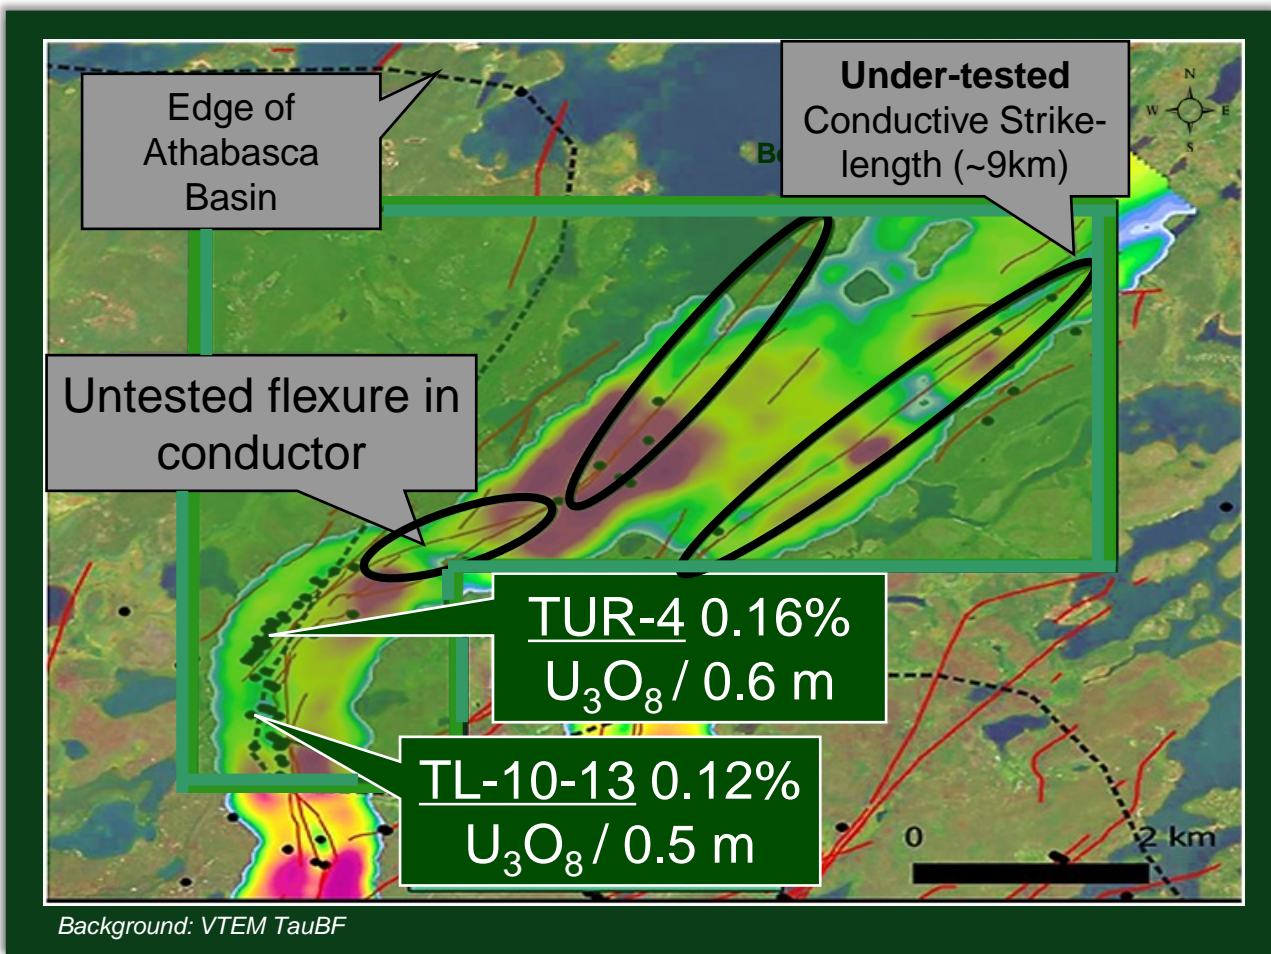 Edge of
Athabasca
Basin
Under-tested
Conductive Strike-
length (~9km)
N
W E
S
Untested flexure in
conductor
TUR-4 0.16%
U₃O₈ / 0.6 m
TL-10-13 0.12%
U₃O₈ / 0.5 m
0 2 km
Background: VTEM TauBF